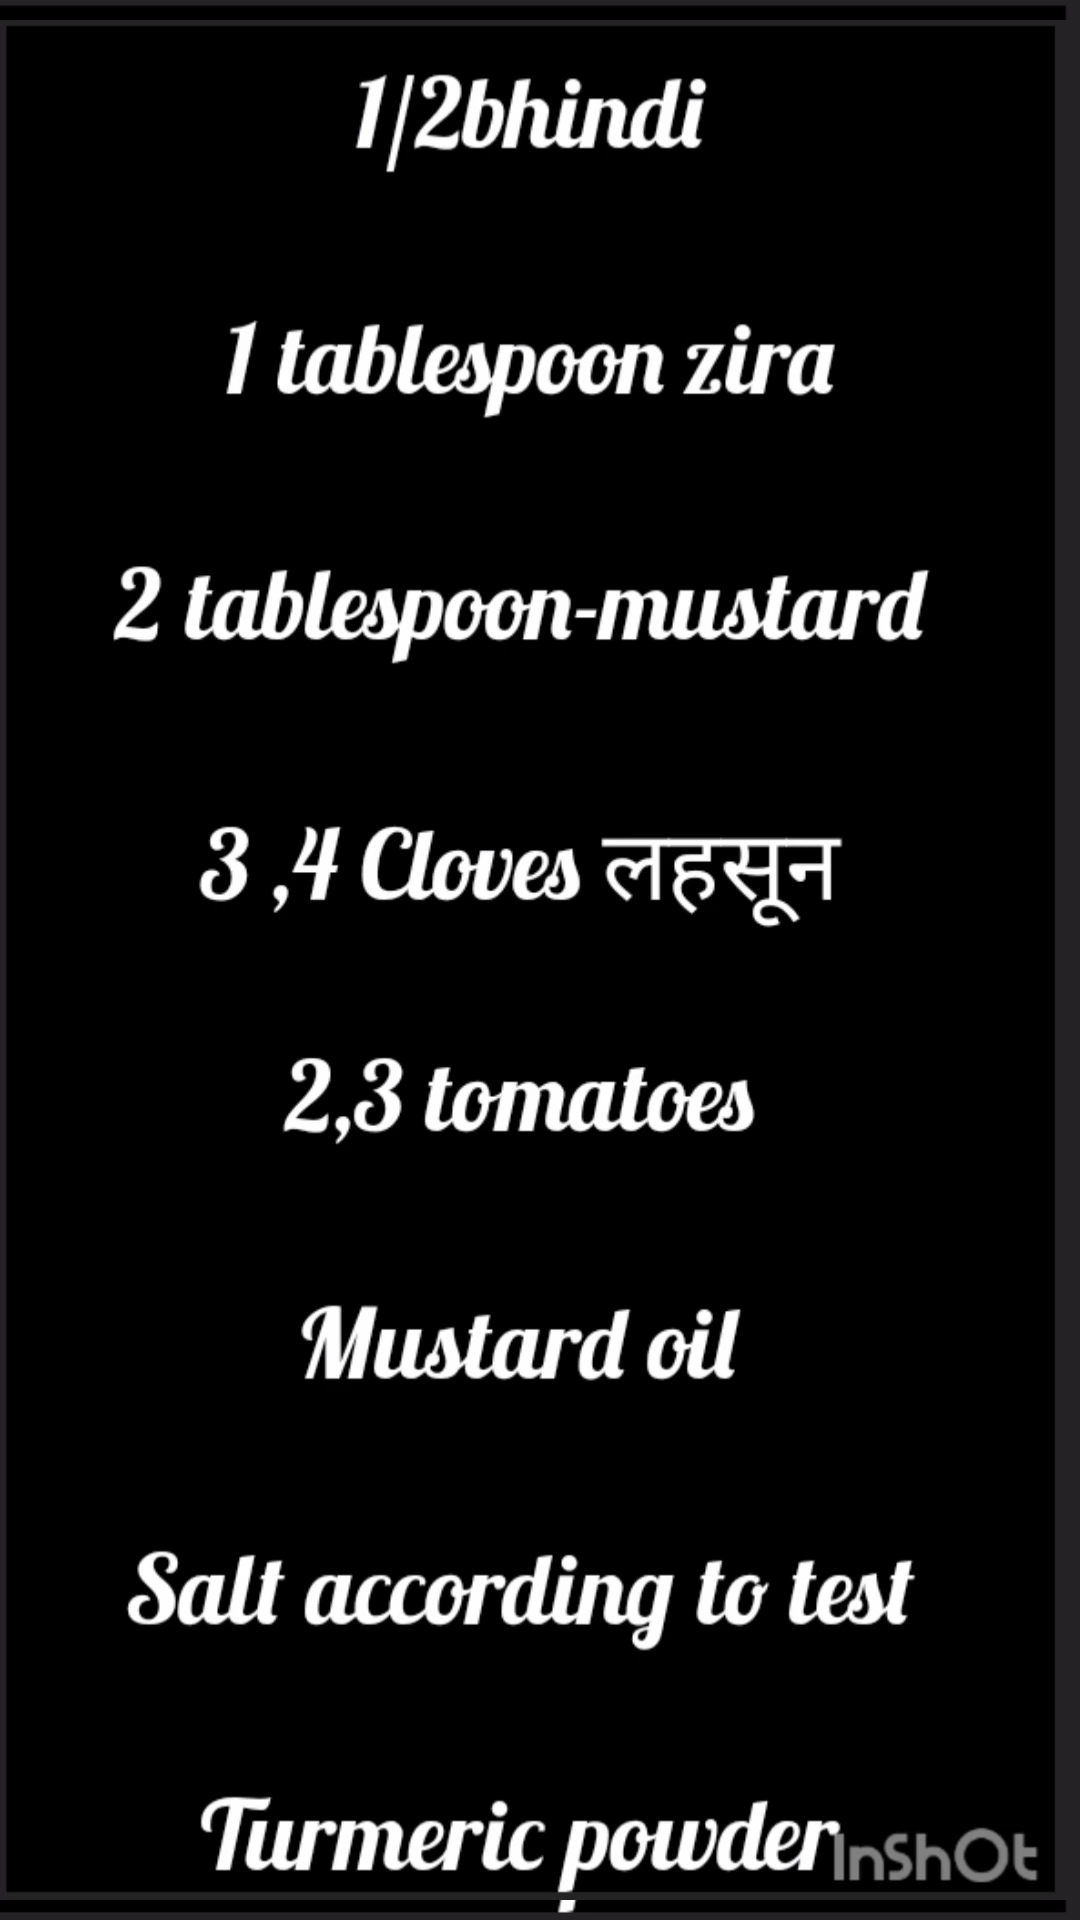 1/2bhindi
1 tablespoon zira
2 tablespoon-mustard
3 ,4 Cloves लहसून
2,3 tomatoes
Mustard oil
Salt according to test
Turmeric powder
InShOt